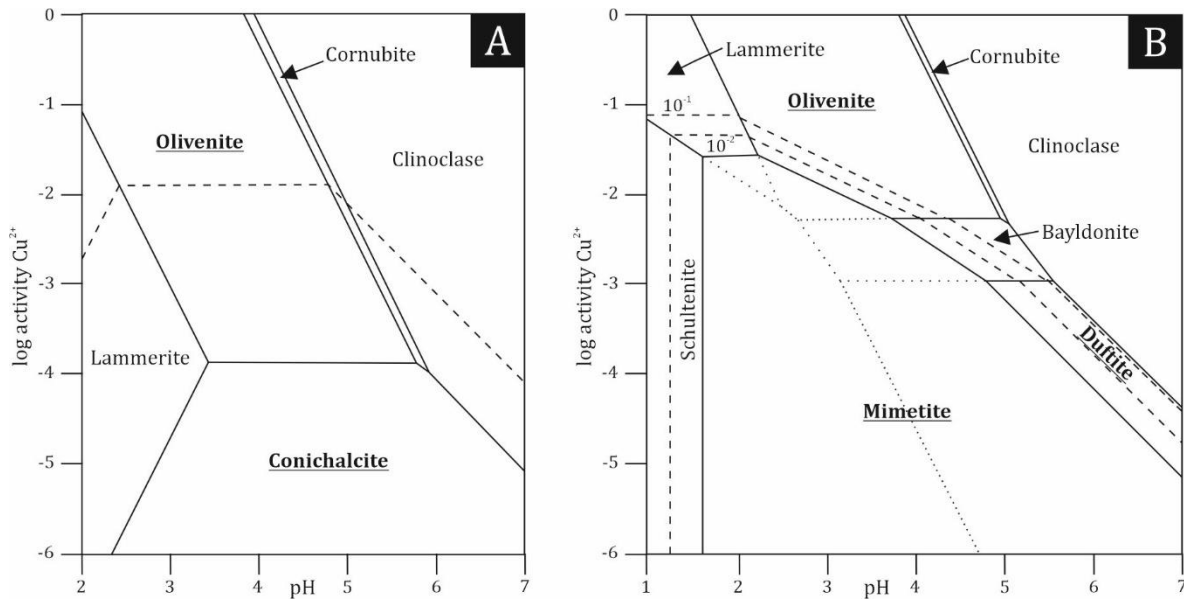 A
0
-1
-2
-3
-4
-5
-6
log activity Cu²⁺
2
3
4
5
6
7
pH
Cornubite
Olivenite
Clinoclase
Lammerite
Conichalcite
B
0
-1
-2
-3
-4
-5
-6
log activity Cu²⁺
1
2
3
4
5
6
7
pH
Lammerite
Cornubite
Olivenite
10⁻¹
10⁻²
Clinoclase
Bayldonite
Schultenite
Duftite
Mimetite